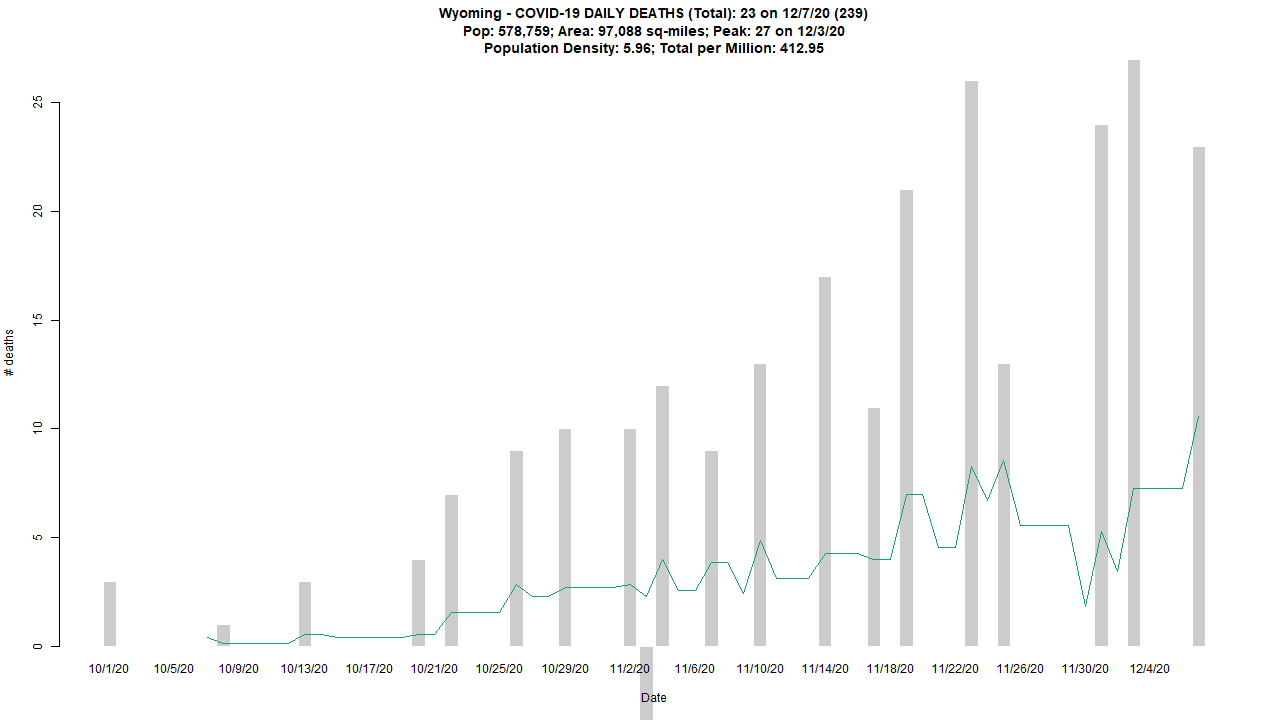 Wyoming - COVID-19 DAILY DEATHS (Total): 23 on 12/7/20 (239)
Pop: 578,759; Area: 97,088 sq-miles; Peak: 27 on 12/3/20
Population Density: 5.96; Total per Million: 412.95
25
20
15
10
5
0
# deaths
10/1/20 10/5/20 10/9/20 10/13/20 10/17/20 10/21/20 10/25/20 10/29/20 11/2/20 11/6/20 11/10/20 11/14/20 11/18/20 11/22/20 11/26/20 11/30/20 12/4/20
Date